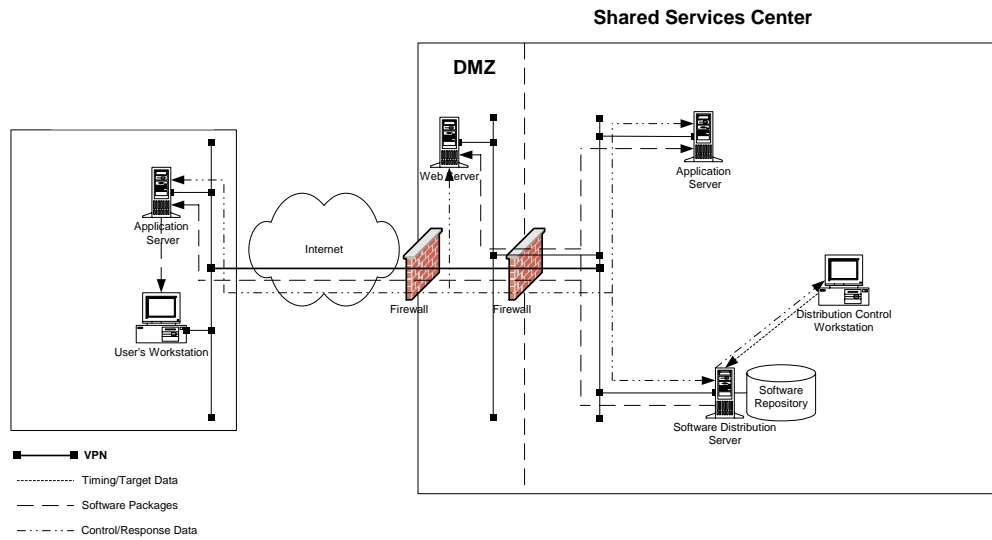 Shared Services Center
DMZ
Web Server
Application
Server
Application
Server
Internet
Firewall
Firewall
Distribution Control
Workstation
User's Workstation
Software
Repository
Software Distribution
Server
VPN
Timing/Target Data
Software Packages
Control/Response Data